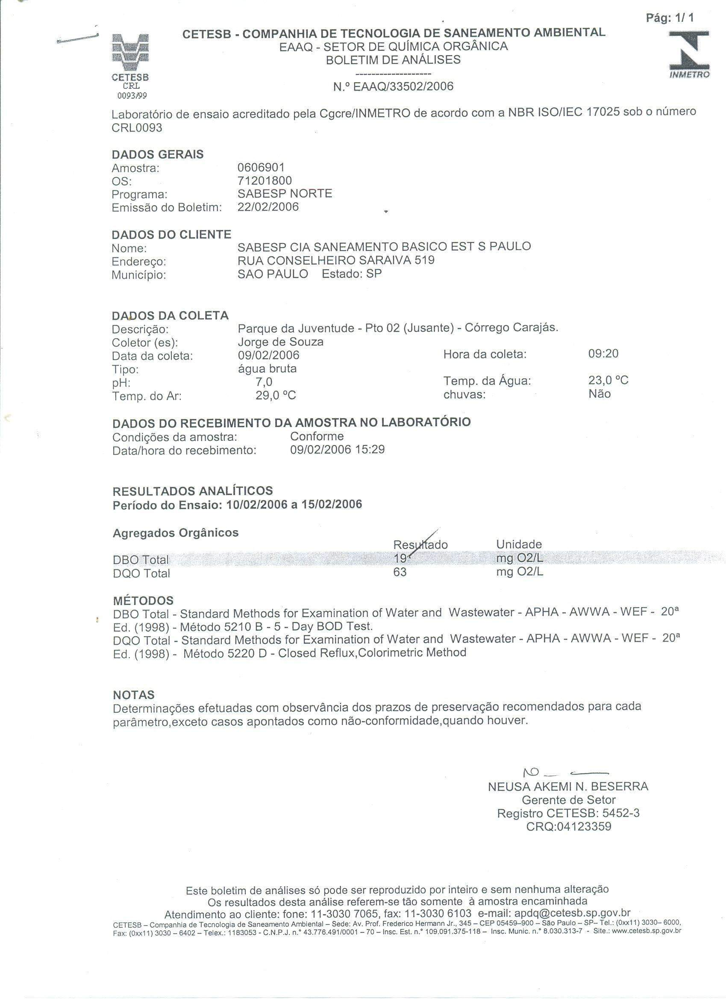 Pág: 1/ 1
CETESB - COMPANHIA DE TECNOLOGIA DE SANEAMENTO AMBIENTAL
EAAQ - SETOR DE QUÍMICA ORGÂNICA
BOLETIM DE ANÁLISES
-------------------
N.º EAAQ/33502/2006
CETESB
CRL
0093/99
INMETRO
Laboratório de ensaio acreditado pela Cgcre/INMETRO de acordo com a NBR ISO/IEC 17025 sob o número
CRL0093
DADOS GERAIS
Amostra: 0606901
OS: 71201800
Programa: SABESP NORTE
Emissão do Boletim: 22/02/2006
DADOS DO CLIENTE
Nome: SABESP CIA SANEAMENTO BASICO EST S PAULO
Endereço: RUA CONSELHEIRO SARAIVA 519
Município: SAO PAULO Estado: SP
DADOS DA COLETA
Descrição: Parque da Juventude - Pto 02 (Jusante) - Córrego Carajás.
Coletor (es): Jorge de Souza
Data da coleta: 09/02/2006 Hora da coleta: 09:20
Tipo: água bruta
pH: 7,0 Temp. da Água: 23,0 ºC
Temp. do Ar: 29,0 ºC chuvas: Não
DADOS DO RECEBIMENTO DA AMOSTRA NO LABORATÓRIO
Condições da amostra: Conforme
Data/hora do recebimento: 09/02/2006 15:29
RESULTADOS ANALÍTICOS
Período do Ensaio: 10/02/2006 a 15/02/2006
Agregados Orgânicos
Resultado Unidade
DBO Total 19 mg O2/L
DQO Total 63 mg O2/L
MÉTODOS
DBO Total - Standard Methods for Examination of Water and Wastewater - APHA - AWWA - WEF - 20ª
Ed. (1998) - Método 5210 B - 5 - Day BOD Test.
DQO Total - Standard Methods for Examination of Water and Wastewater - APHA - AWWA - WEF - 20ª
Ed. (1998) - Método 5220 D - Closed Reflux,Colorimetric Method
NOTAS
Determinações efetuadas com observância dos prazos de preservação recomendados para cada
parâmetro,exceto casos apontados como não-conformidade,quando houver.
NEUSA AKEMI N. BESERRA
Gerente de Setor
Registro CETESB: 5452-3
CRQ:04123359
Este boletim de análises só pode ser reproduzido por inteiro e sem nenhuma alteração
Os resultados desta análise referem-se tão somente à amostra encaminhada
Atendimento ao cliente: fone: 11-3030 7065, fax: 11-3030 6103 e-mail: apdq@cetesb.sp.gov.br
CETESB – Companhia de Tecnologia de Saneamento Ambiental – Sede: Av. Prof. Frederico Hermann Jr., 345 – CEP 05459–900 – São Paulo – SP– Tel.: (0xx11) 3030– 6000,
Fax: (0xx11) 3030 – 6402 – Telex.: 1183053 - C.N.P.J. n.° 43.776.491/0001 – 70 – Insc. Est. n.° 109.091.375-118 – Insc. Munic. n.° 8.030.313-7 - Site.: www.cetesb.sp.gov.br